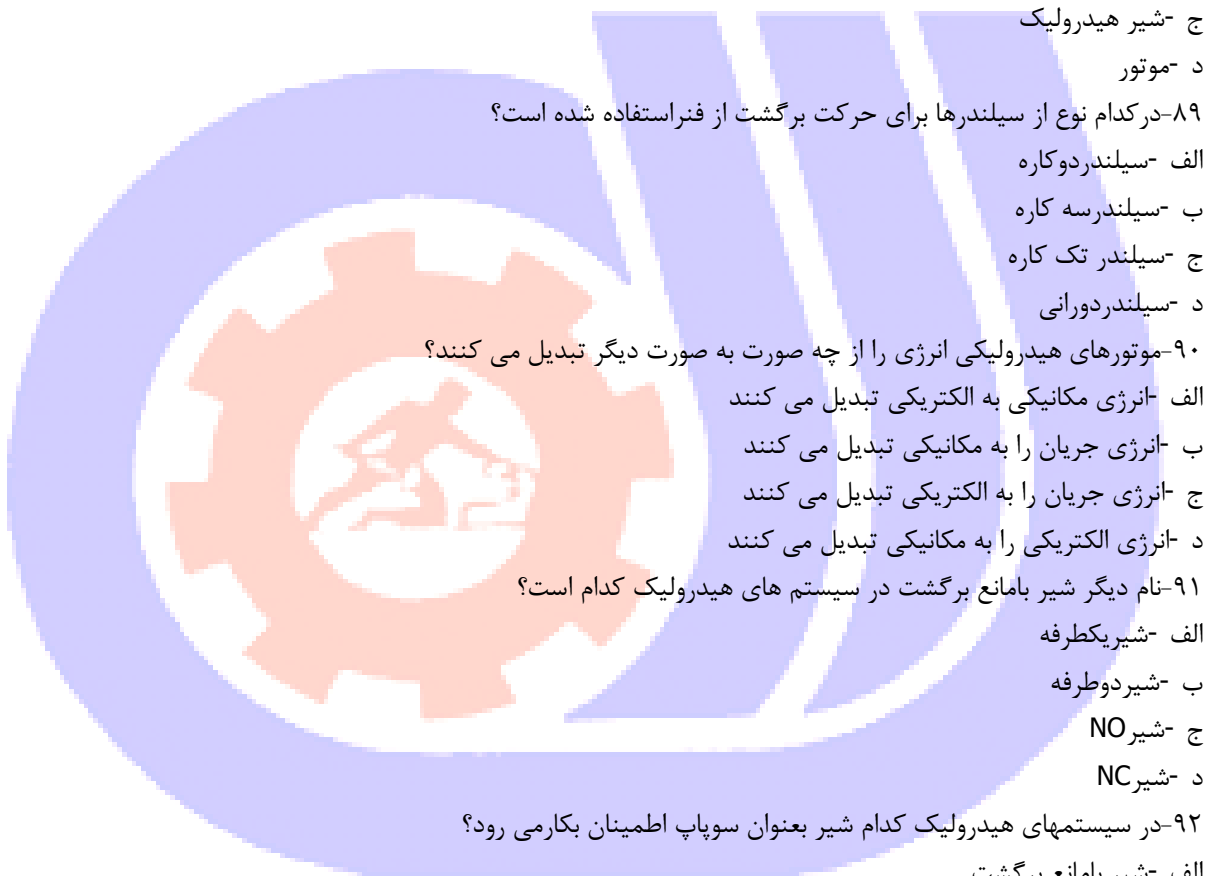 ج -شیر هیدرولیک
د -موتور
۸۹-درکدام نوع از سیلندرها برای حرکت برگشت از فنراستفاده شده است؟
الف -سیلندردوکاره
ب -سیلندرسه کاره
ج -سیلندر تک کاره
د -سیلندردورانی
۹۰-موتورهای هیدرولیکی انرژی را از چه صورت به صورت دیگر تبدیل می کنند؟
الف -انرژی مکانیکی به الکتریکی تبدیل می کنند
ب -انرژی جریان را به مکانیکی تبدیل می کنند
ج -انرژی جریان را به الکتریکی تبدیل می کنند
د -انرژی الکتریکی را به مکانیکی تبدیل می کنند
۹۱-نام دیگر شیر بامانع برگشت در سیستم های هیدرولیک کدام است؟
الف -شیریکطرفه
ب -شیردوطرفه
ج -شیرNO
د -شیرNC
۹۲-در سیستمهای هیدرولیک کدام شیر بعنوان سوپاپ اطمینان بکارمی رود؟
الف -شیر بامانع برگشت